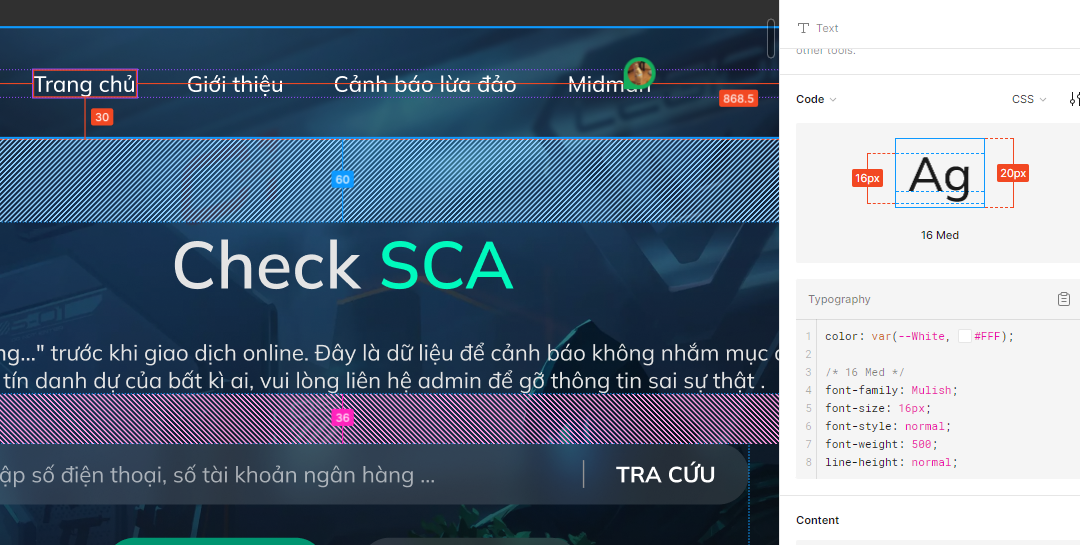 Trang chủ
Giới thiệu
Cảnh báo lừa đảo
Midman
868.5
30
60
Check SCA
ng..." trước khi giao dịch online. Đây là dữ liệu để cảnh báo không nhắm mục
tín danh dự của bất kì ai, vui lòng liên hệ admin để gỡ thông tin sai sự thật .
36
ập số điện thoại, số tài khoản ngân hàng ...
TRA CỨU
Text
other tools.
Code
CSS
16px
Ag
20px
16 Med
Typography
1 color: var(--White, #FFF);
2
3 /* 16 Med */
4 font-family: Mulish;
5 font-size: 16px;
6 font-style: normal;
7 font-weight: 500;
8 line-height: normal;
Content